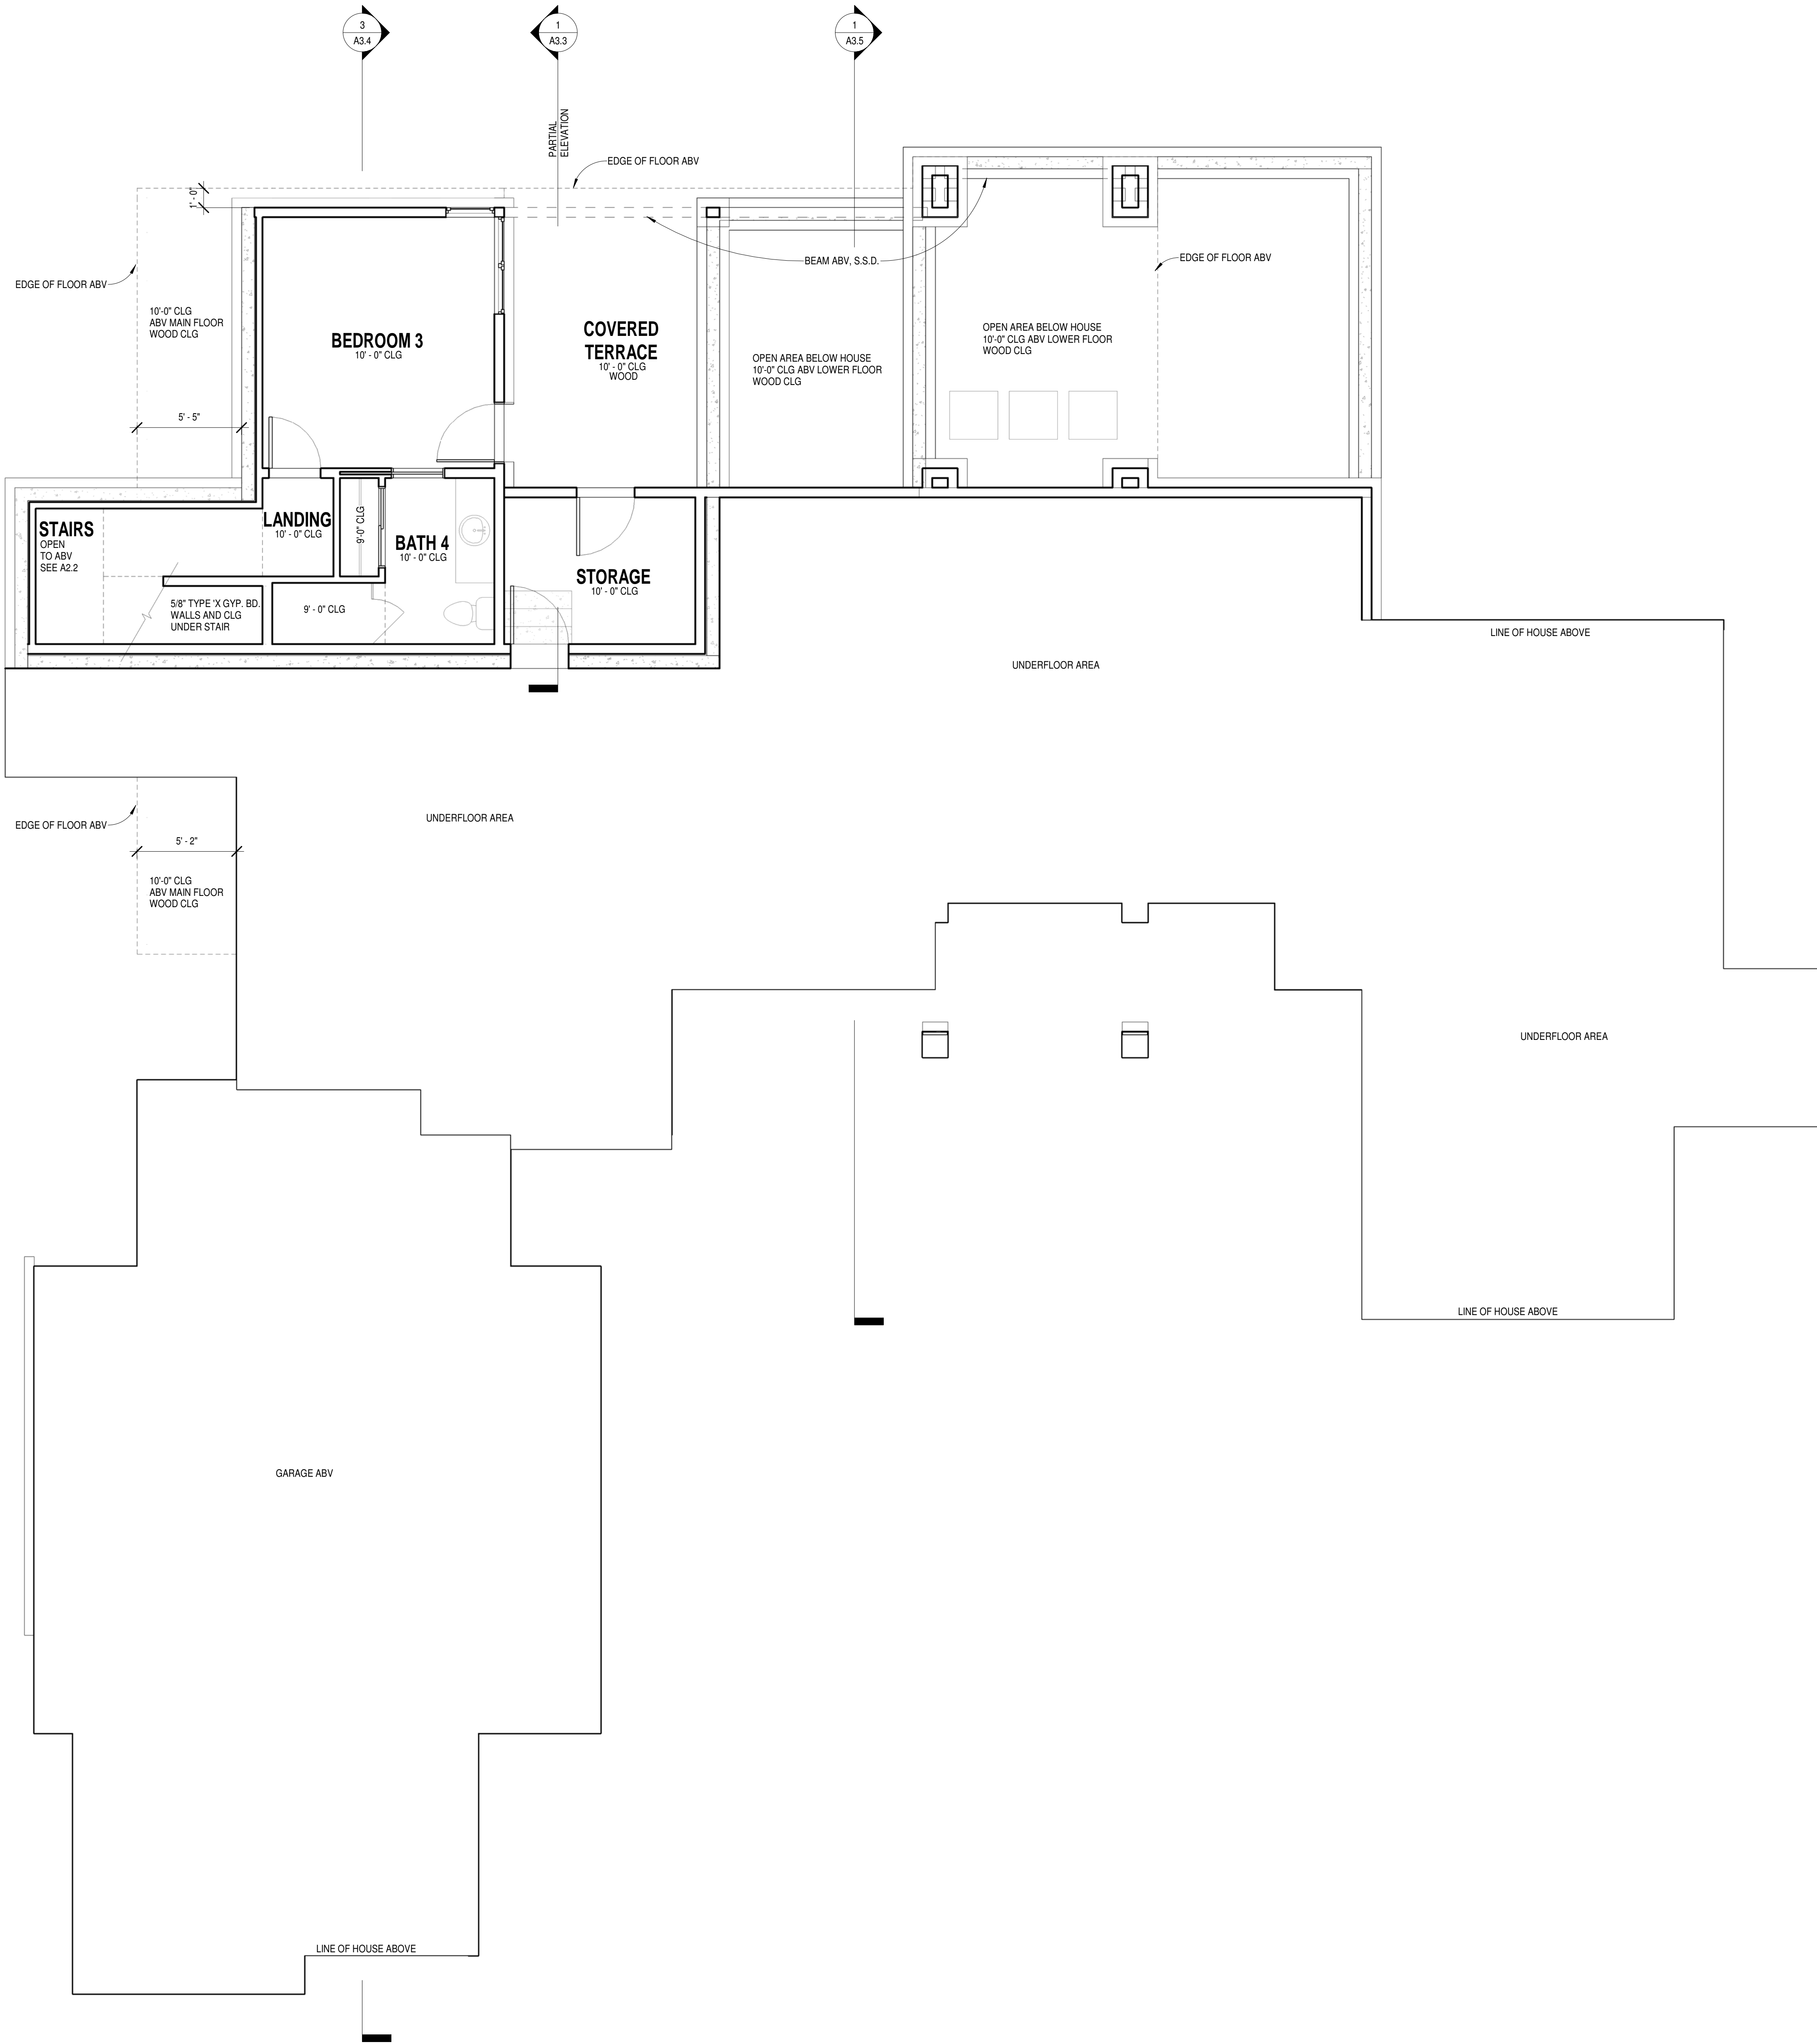 3
A3.4
1
A3.3
1
A3.5
PARTIAL
ELEVATION
EDGE OF FLOOR ABV
1' - 0"
BEAM ABV, S.S.D.
EDGE OF FLOOR ABV
EDGE OF FLOOR ABV
10'-0" CLG
ABV MAIN FLOOR
WOOD CLG
BEDROOM 3
10' - 0" CLG
COVERED
TERRACE
10' - 0" CLG
WOOD
OPEN AREA BELOW HOUSE
10'-0" CLG ABV LOWER FLOOR
WOOD CLG
OPEN AREA BELOW HOUSE
10'-0" CLG ABV LOWER FLOOR
WOOD CLG
5' - 5"
STAIRS
OPEN
TO ABV
SEE A2.2
LANDING
10' - 0" CLG
9'-0" CLG
BATH 4
10' - 0" CLG
STORAGE
10' - 0" CLG
5/8" TYPE 'X GYP. BD.
WALLS AND CLG
UNDER STAIR
9' - 0" CLG
LINE OF HOUSE ABOVE
UNDERFLOOR AREA
UNDERFLOOR AREA
EDGE OF FLOOR ABV
5' - 2"
10'-0" CLG
ABV MAIN FLOOR
WOOD CLG
UNDERFLOOR AREA
LINE OF HOUSE ABOVE
GARAGE ABV
LINE OF HOUSE ABOVE